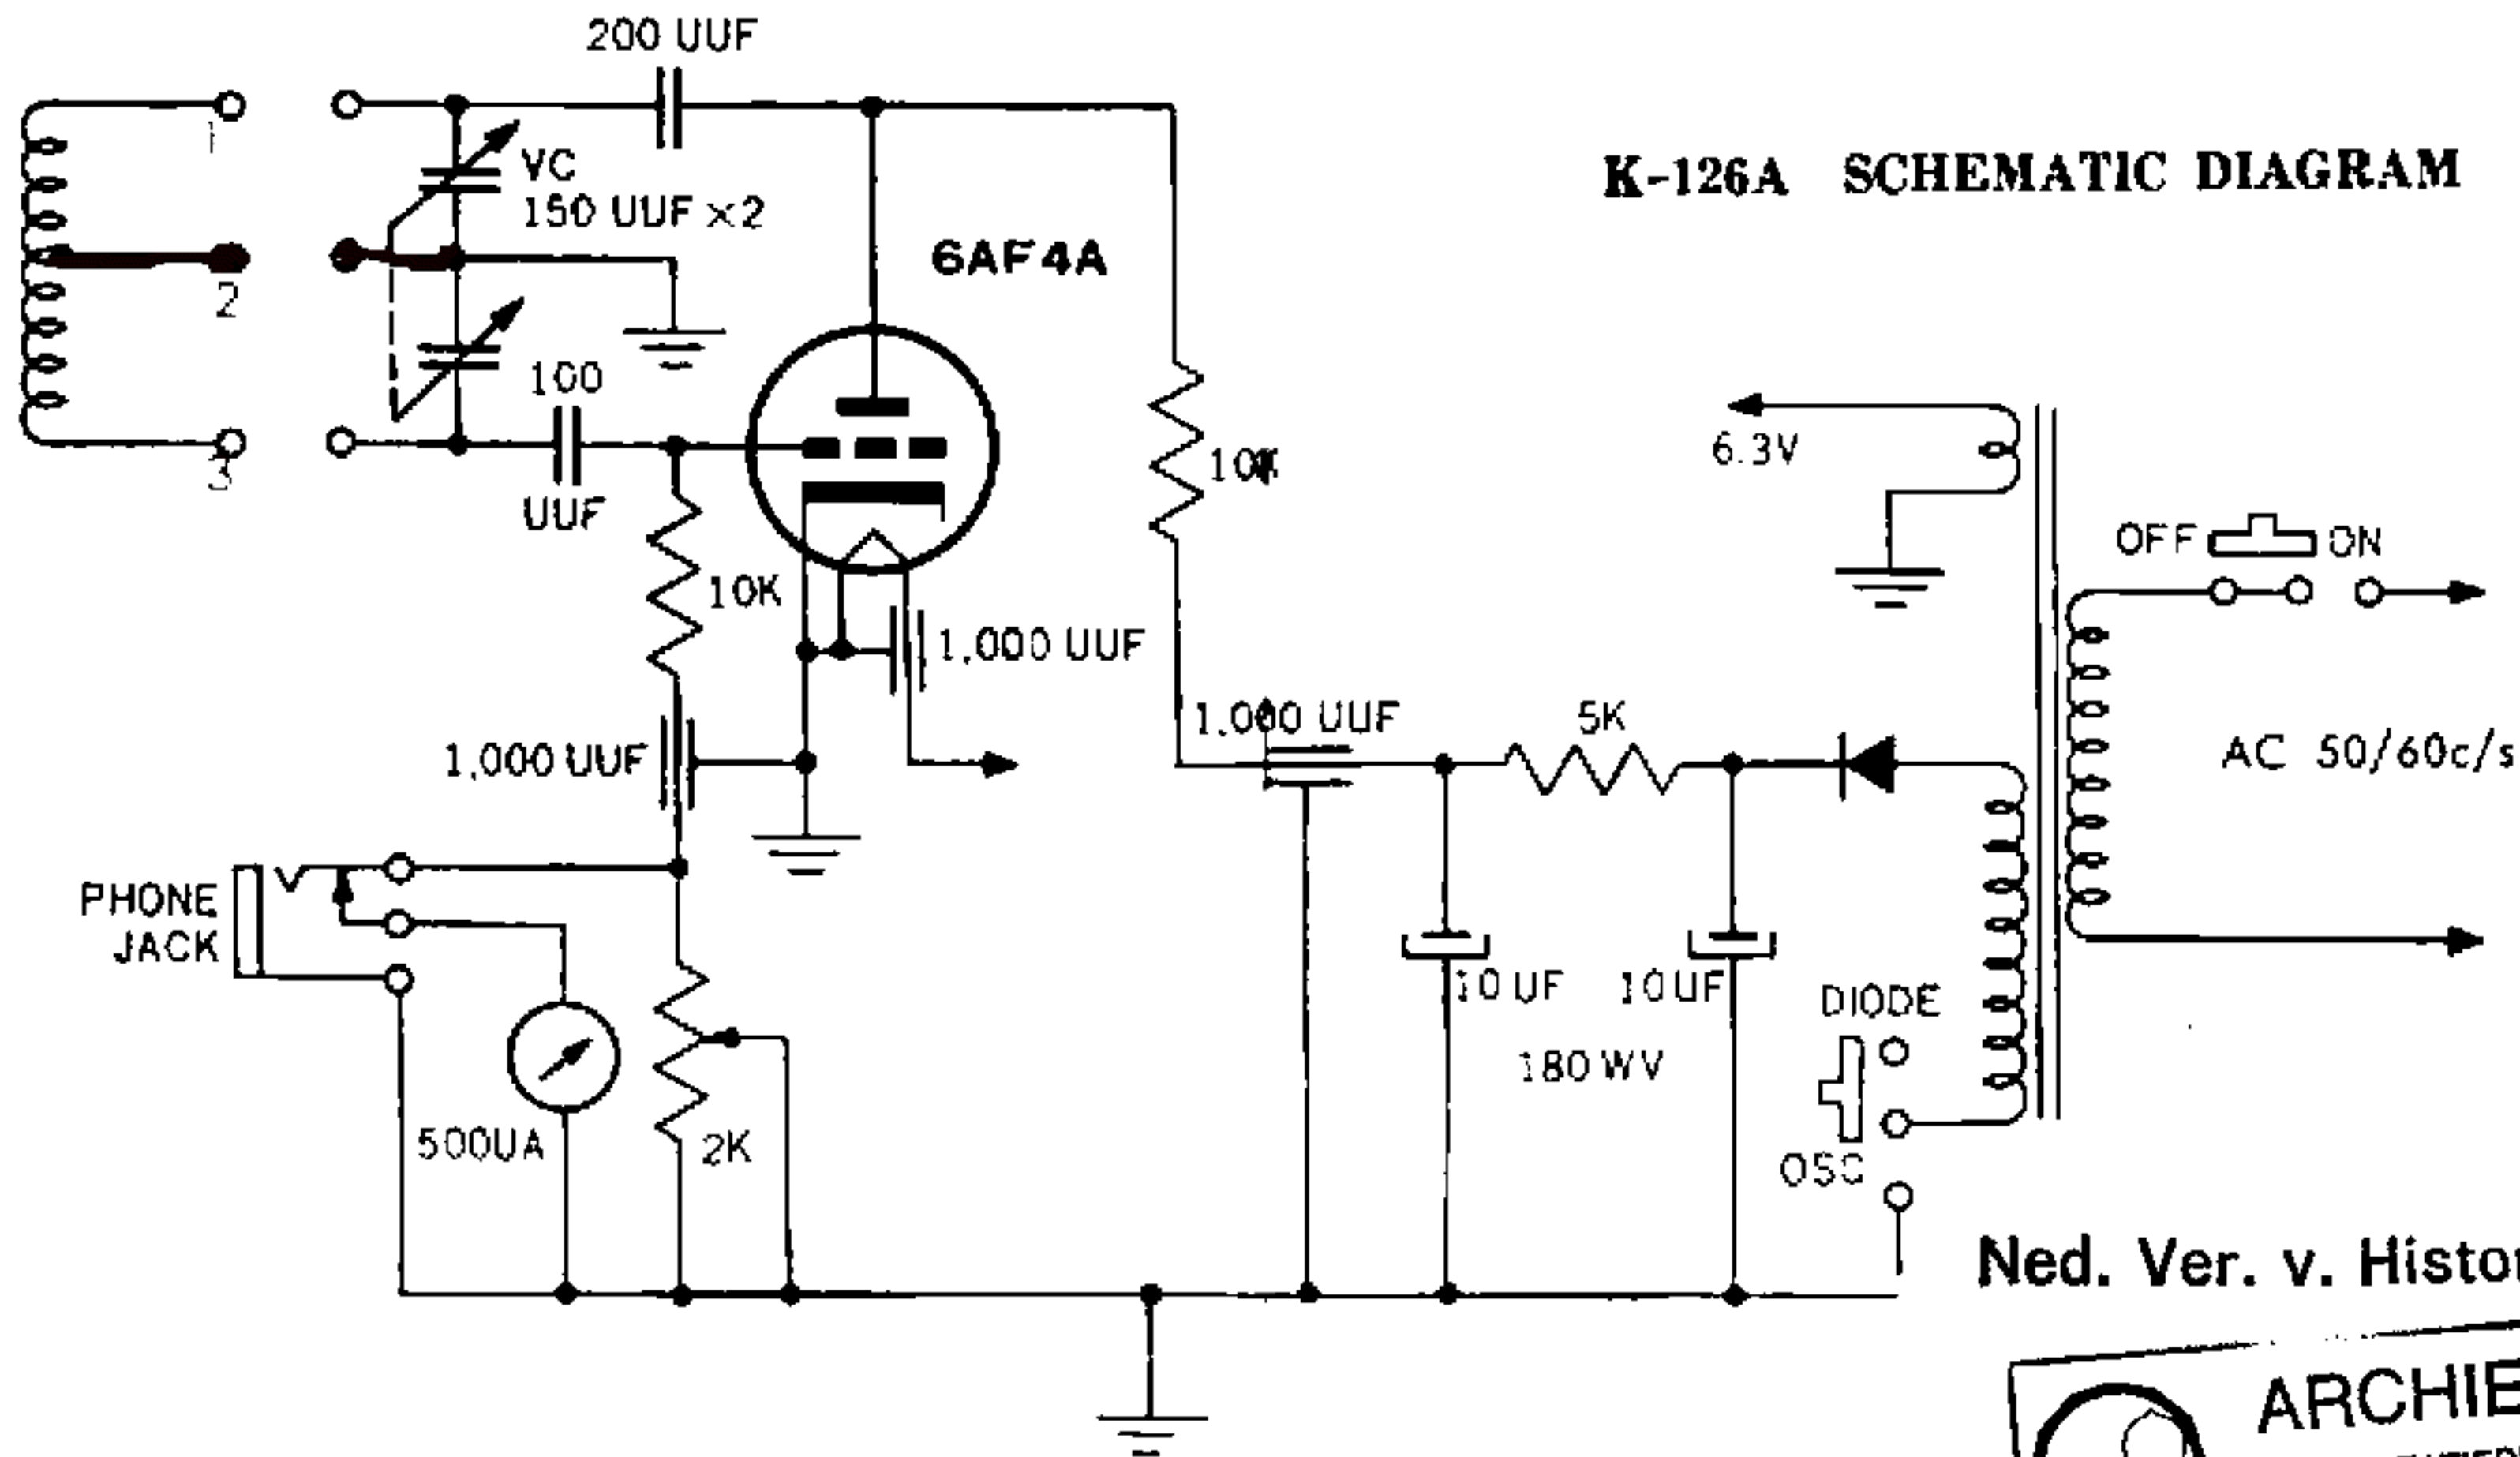 200 UUF
1
VC
150 UUF x2
K-126A SCHEMATIC DIAGRAM
6AF4A
2
100
UUF
3
10K
6.3V
OFF
ON
10K
1,000 UUF
1,000 UUF
5K
1,000 UUF
AC 50/60c/s
PHONE
JACK
10 UF
10 UF
DIODE
180 WV
500UA
2K
OSC
Ned. Ver. v. Histo
ARCHIE